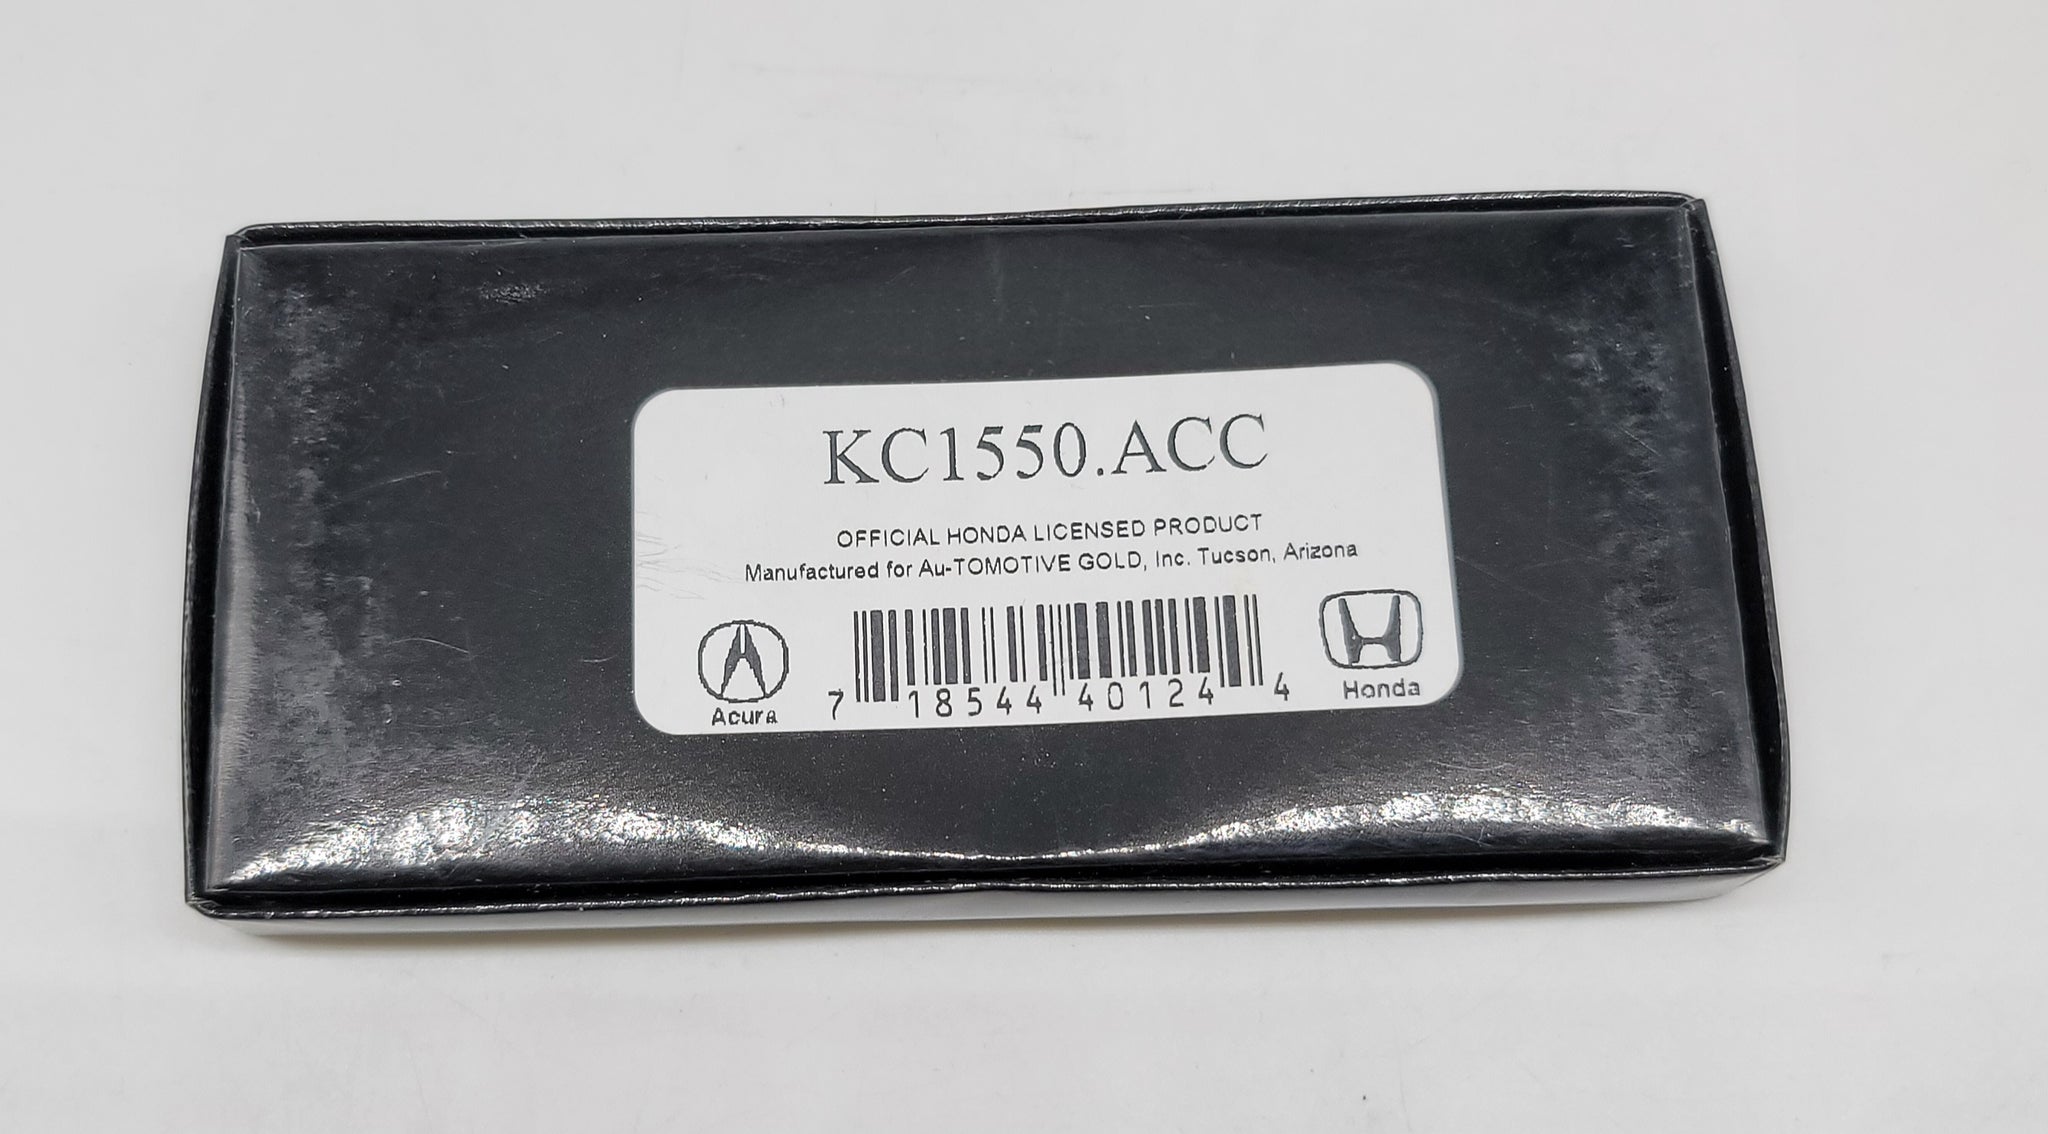 KC1550.ACC
OFFICIAL HONDA LICENSED PRODUCT
Manufactured for Au-TOMOTIVE GOLD, Inc. Tucson, Arizona
Acura
7 18544 40124 4
Honda